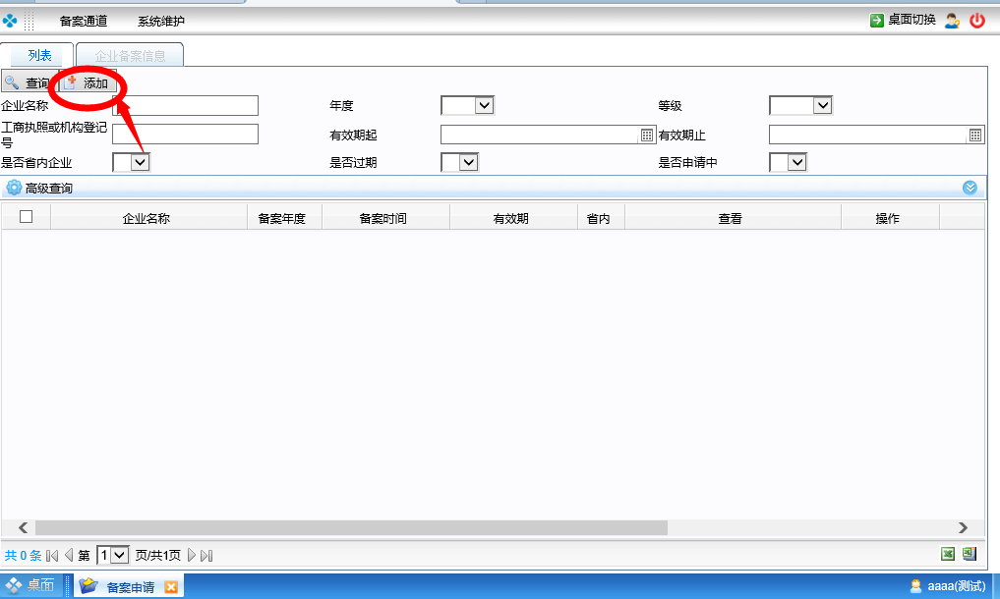 备案通道 系统维护 桌面切换
列表 企业备案信息
查询 添加
企业名称 年度 等级
工商执照或机构登记号 有效期起 有效期止
是否省内企业 是否过期 是否申请中
高级查询
企业名称 备案年度 备案时间 有效期 省内 查看 操作
共 0 条 第 1 页/共1页
桌面 备案申请 aaaa(测试)